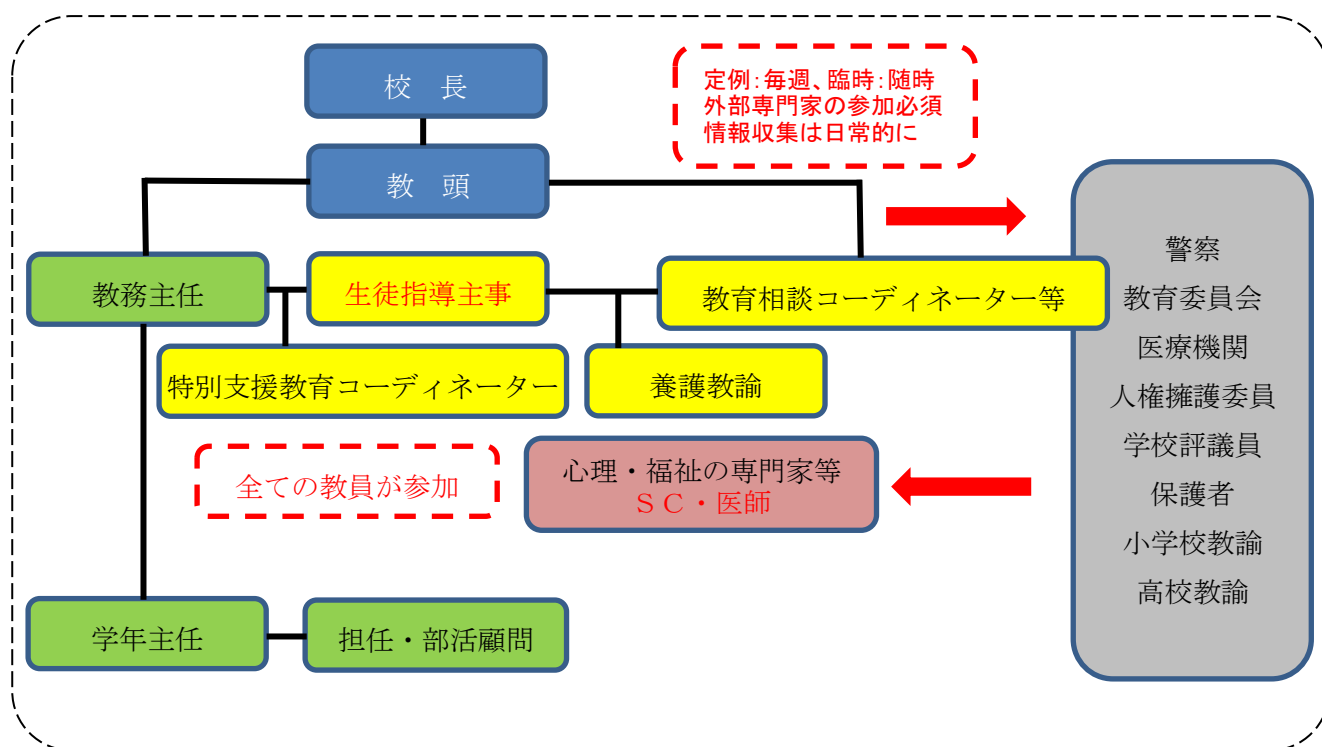 校　長
定例：毎週、臨時：随時
外部専門家の参加必須
情報収集は日常的に
教　頭
教務主任
生徒指導主事
教育相談コーディネーター等
特別支援教育コーディネーター
養護教諭
全ての教員が参加
心理・福祉の専門家等
ＳＣ・医師
学年主任
担任・部活顧問
警察
教育委員会
医療機関
人権擁護委員
学校評議員
保護者
小学校教諭
高校教諭